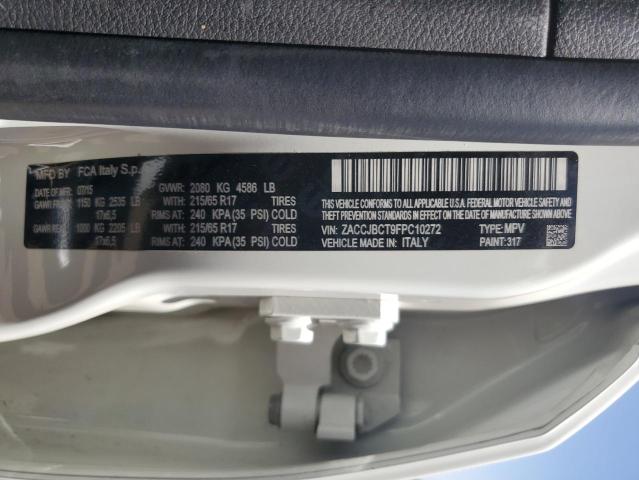 MFD BY FCA Italy S.p.
DATE OF MFD: 07/15 GVWR: 2080 KG 4586 LB
GAWR FRONT: 1150 KG 2535 LB WITH 215/65 R17 TIRES
17x6,5 RIMS AT: 240 KPA(35 PSI) COLD
GAWR REAR: 1000 KG 2205 LB WITH 215/65 R17 TIRES
17x6,5 RIMS AT: 240 KPA(35 PSI) COLD
THIS VEHICLE CONFORMS TO ALL APPLICABLE U.S.A. FEDERAL MOTOR
VEHICLE SAFETY, BUMPER, AND THEFT PREVENTION STANDARDS
IN EFFECT ON THE DATE OF MANUFACTURE SHOWN ABOVE.
VIN: ZACCJBCT9FPC10272 TYPE: MPV
VEHICLE MADE IN: ITALY PAINT: 317